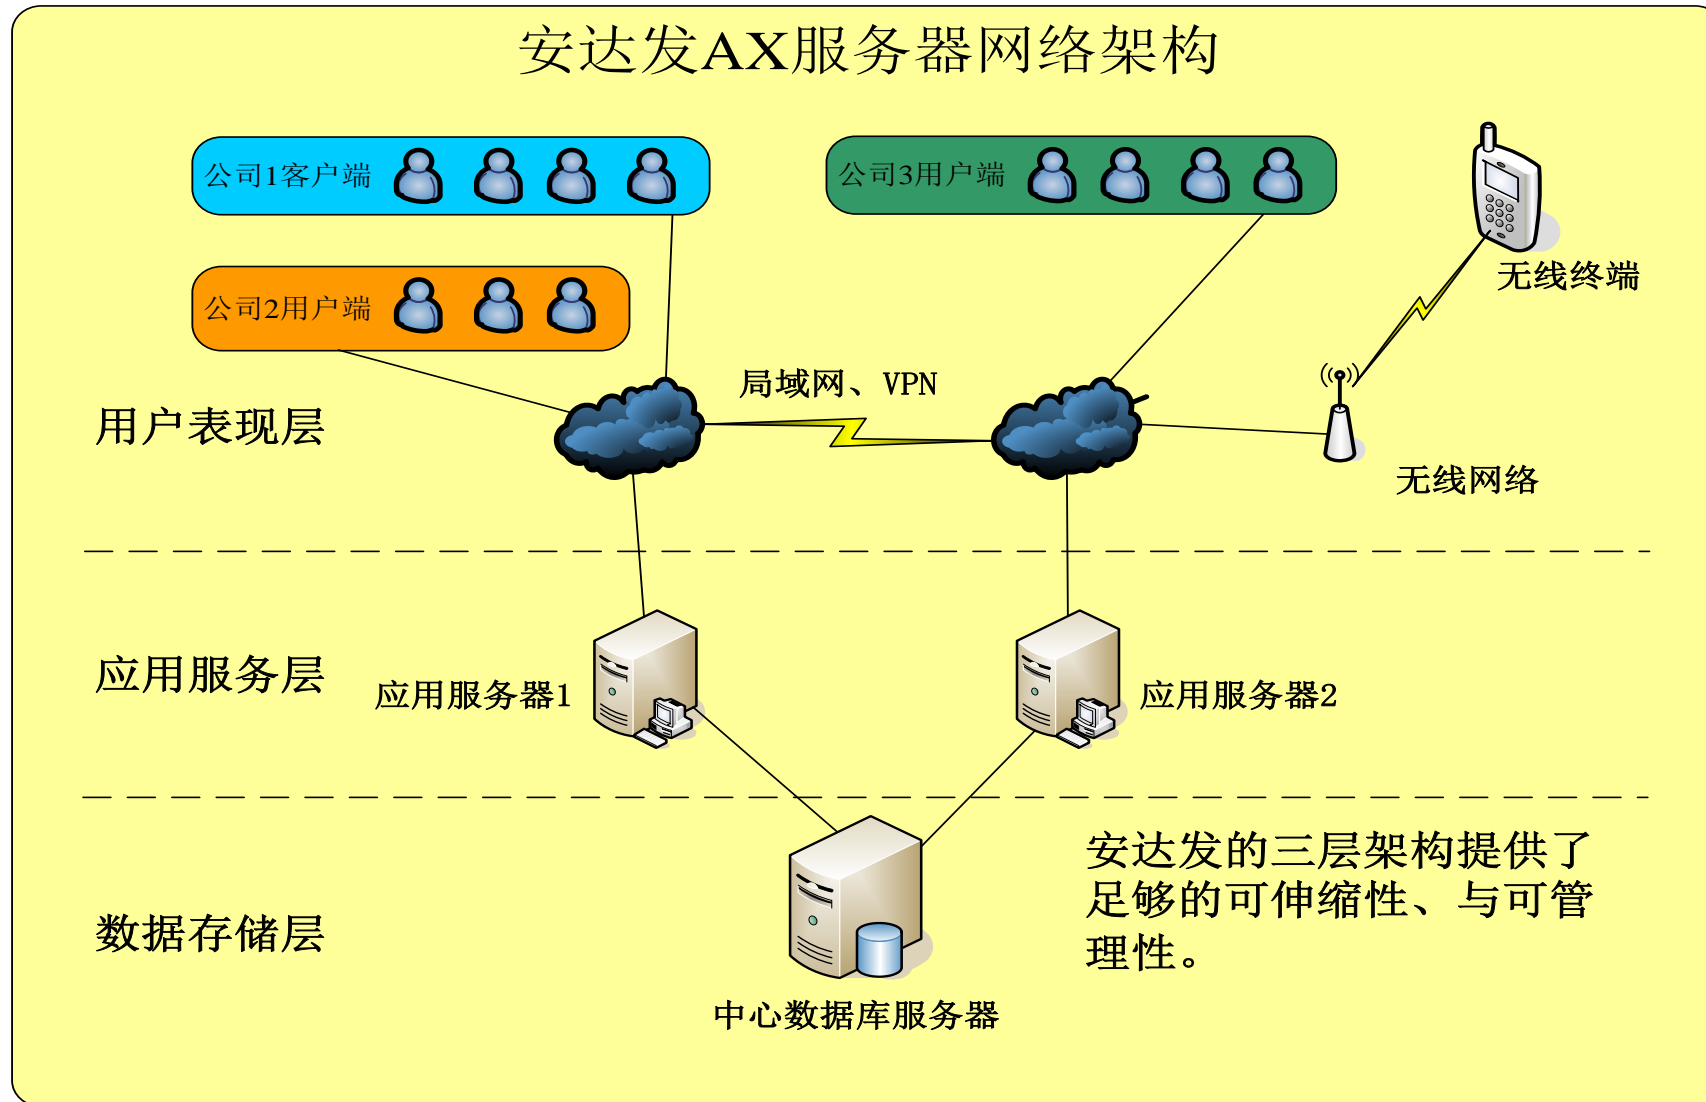 安达发AX服务器网络架构
公司1客户端
公司3用户端
无线终端
公司2用户端
局域网、VPN
用户表现层
无线网络
应用服务层
应用服务器1
应用服务器2
安达发的三层架构提供了
足够的可伸缩性、与可管
理性。
数据存储层
中心数据库服务器